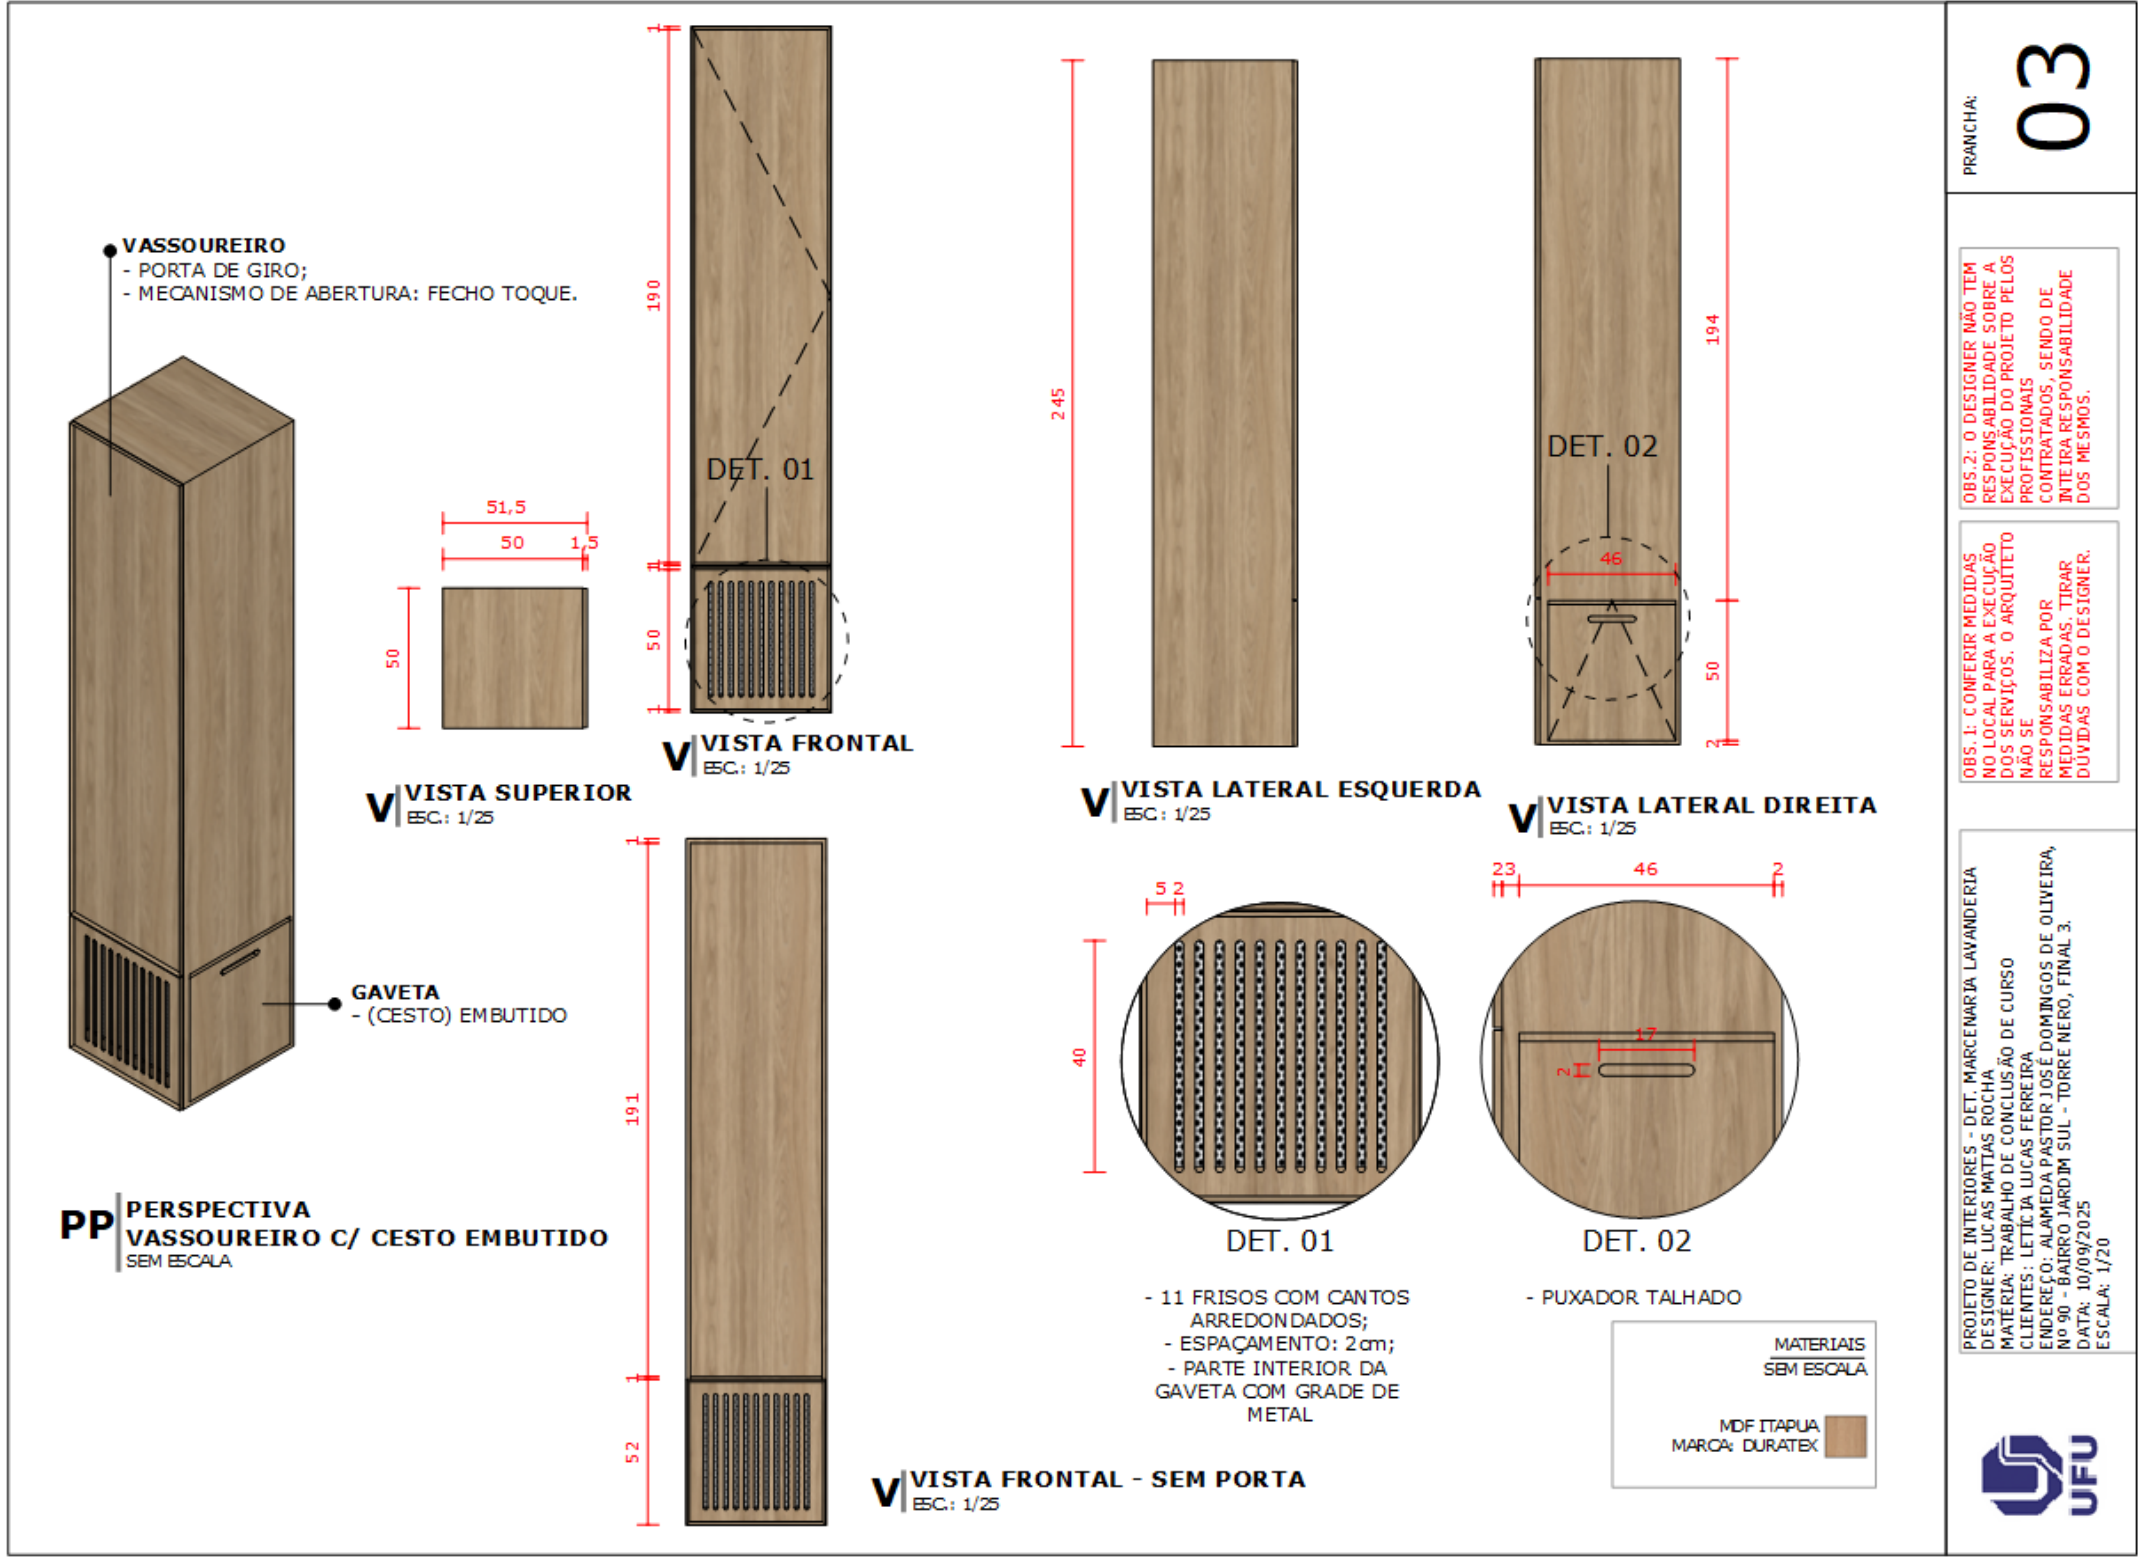 VASSOUREIRO
- PORTA DE GIRO;
- MECANISMO DE ABERTURA: FECHO TOQUE.
GAVETA
- (CESTO) EMBUTIDO
PP
PERSPECTIVA
VASSOUREIRO C/ CESTO EMBUTIDO
SEM ESCALA
51,5
50
1,5
50
V
VISTA SUPERIOR
ESC.: 1/25
1
190
1
50
1
DET. 01
V
VISTA FRONTAL
ESC.: 1/25
245
V
VISTA LATERAL ESQUERDA
ESC.: 1/25
DET. 02
46
194
50
2
V
VISTA LATERAL DIREITA
ESC.: 1/25
1
191
1
52
V
VISTA FRONTAL - SEM PORTA
ESC.: 1/25
5 2
40
DET. 01
- 11 FRISOS COM CANTOS
ARREDONDADOS;
- ESPAÇAMENTO: 2cm;
- PARTE INTERIOR DA
GAVETA COM GRADE DE
METAL
23
46
2
17
2
DET. 02
- PUXADOR TALHADO
MATERIAIS
SEM ESCALA
MDF ITAPUA
MARCA: DURATEX
PRANCHA:
03
OBS.2: O DESIGNER NÃO TEM
RESPONSABILIDADE SOBRE A
EXECUÇÃO DO PROJETO PELOS
PROFISSIONAIS
CONTRATADOS, SENDO DE
INTEIRA RESPONSABILIDADE
DOS MESMOS.
OBS.1: CONFERIR MEDIDAS
NO LOCAL PARA A EXECUÇÃO
DOS SERVIÇOS. O ARQUITETO
NÃO SE
RESPONSABILIZA POR
MEDIDAS ERRADAS. TIRAR
DÚVIDAS COM O DESIGNER.
PROJETO DE INTERIORES - DET. MARCENARIA LAVANDERIA
DESIGNER: LUCAS MATIAS ROCHA
MATÉRIA: TRABALHO DE CONCLUSÃO DE CURSO
CLIENTES: LETÍCIA LUCAS FERREIRA
ENDEREÇO: ALAMEDA PASTOR JOSÉ DOMINGOS DE OLIVEIRA,
Nº 90 - BAIRRO JARDIM SUL - TORRE NERO, FINAL 3.
DATA: 10/09/2025
ESCALA: 1/20
UFU